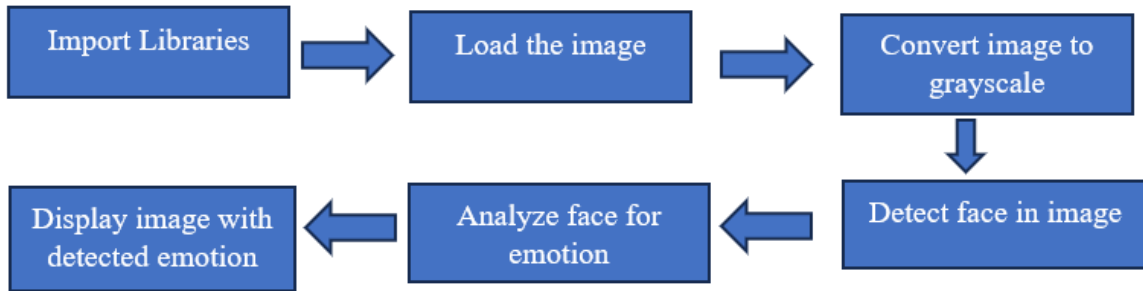 Import Libraries
Load the image
Convert image to
grayscale
Detect face in image
Analyze face for
emotion
Display image with
detected emotion